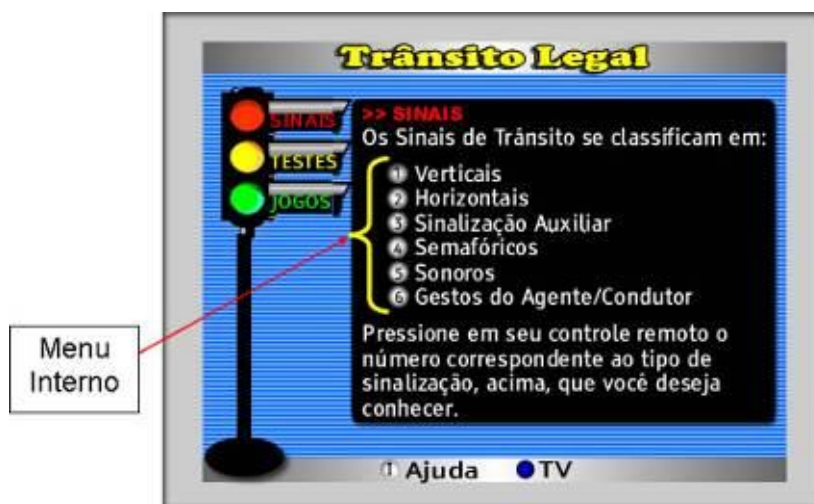 Trânsito Legal
SINAIS
TESTES
JOGOS
>> SINAIS
Os Sinais de Trânsito se classificam em:
1 Verticais
2 Horizontais
3 Sinalização Auxiliar
4 Semafóricos
5 Sonoros
6 Gestos do Agente/Condutor
Pressione em seu controle remoto o
número correspondente ao tipo de
sinalização, acima, que você deseja
conhecer.
Menu
Interno
Ajuda
TV